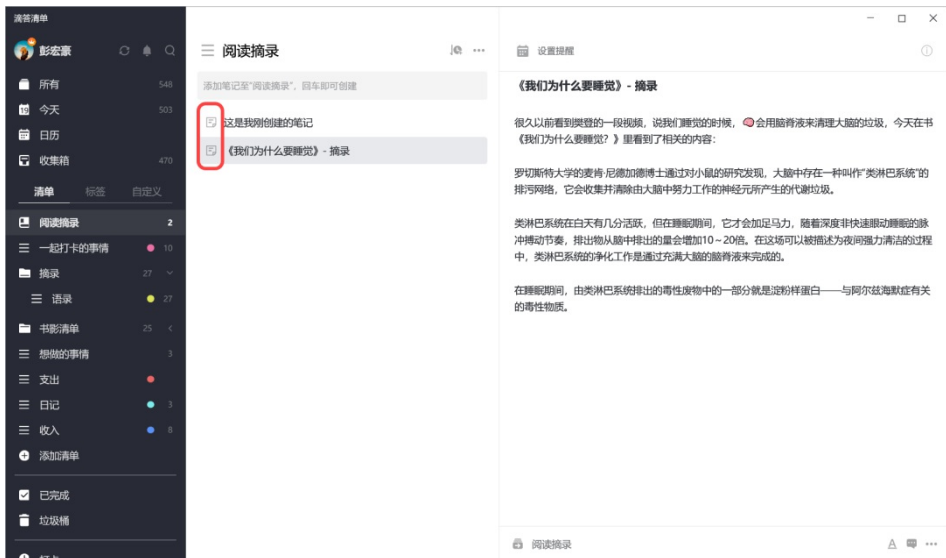 滴答清单
彭宏豪
所有 548
今天 503
日历
收集箱 470
清单 标签 自定义
阅读摘录 2
一起打卡的事情 10
摘录 27
语录 27
书影清单 25
想做的事情 3
支出
日记 3
收入 8
添加清单
已完成
垃圾桶
阅读摘录
添加笔记至"阅读摘录"，回车即可创建
这是我刚创建的笔记
《我们为什么要睡觉》- 摘录
设置提醒
《我们为什么要睡觉》- 摘录
很久以前看到樊登的一段视频，说我们睡觉的时候，🧠会用脑脊液来清理大脑的垃圾，今天在书
《我们为什么要睡觉？》里看到了相关的内容：
罗切斯特大学的麦肯·尼德加德博士通过对小鼠的研究发现，大脑中存在一种叫作"类淋巴系统"的
排污网络，它会收集并清除由大脑中努力工作的神经元所产生的代谢垃圾。
类淋巴系统在白天有几分活跃，但在睡眠期间，它才会加足马力，随着深度非快速眼动睡眠的脉
冲搏动节奏，排出物从脑中排出的量会增加10～20倍。在这场可以被描述为夜间强力清洁的过程
中，类淋巴系统的净化工作是通过充满大脑的脑脊液来完成的。
在睡眠期间，由类淋巴系统排出的毒性废物中的一部分就是淀粉样蛋白——与阿尔兹海默症有关
的毒性物质。
阅读摘录